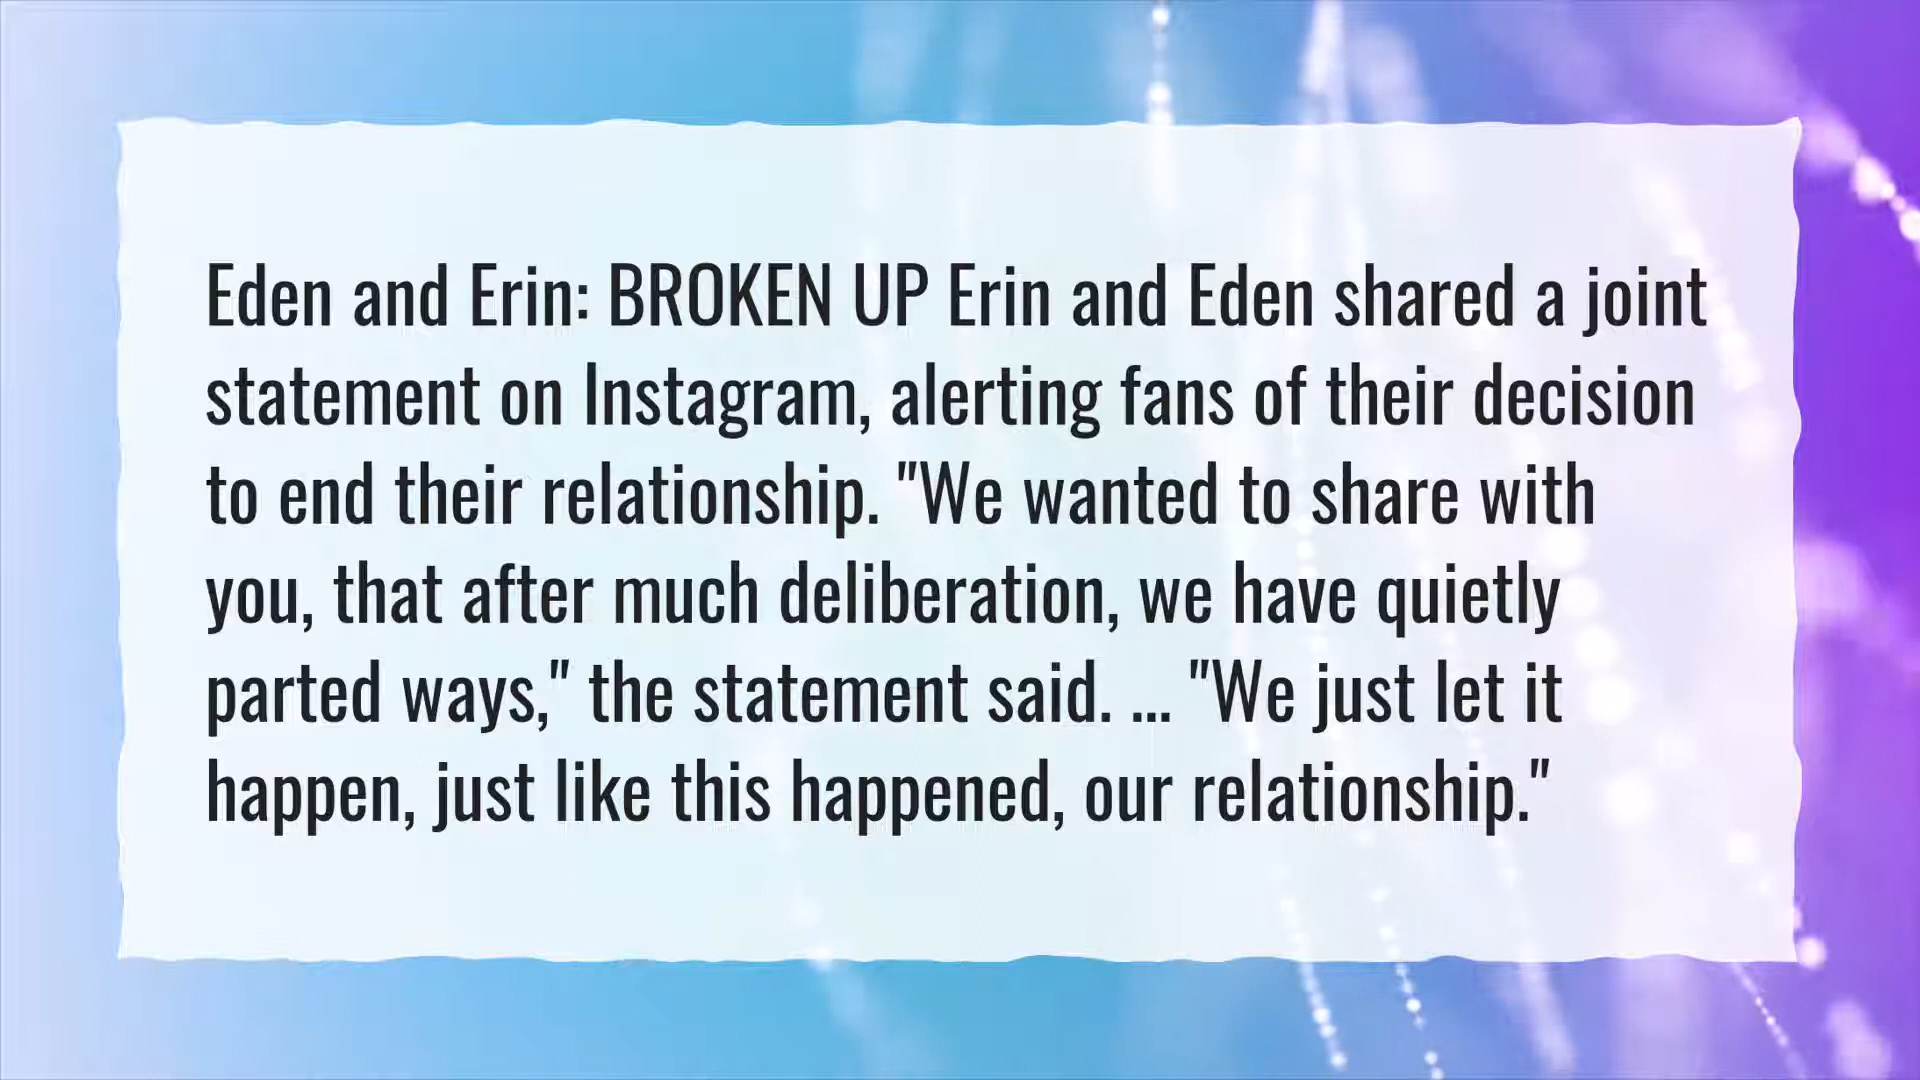 Eden and Erin: BROKEN UP Erin and Eden shared a joint
statement on Instagram, alerting fans of their decision
to end their relationship. "We wanted to share with
you, that after much deliberation, we have quietly
parted ways," the statement said. ... "We just let it
happen, just like this happened, our relationship."